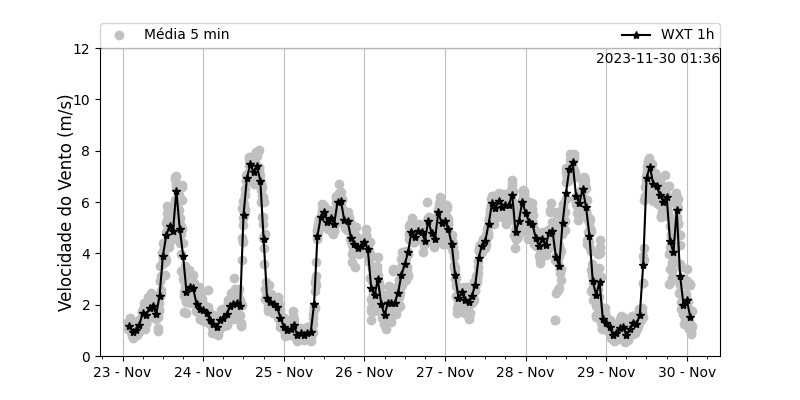 Média 5 min
WXT 1h
2023-11-30 01:36
Velocidade do Vento (m/s)
12
10
8
6
4
2
0
23 - Nov
24 - Nov
25 - Nov
26 - Nov
27 - Nov
28 - Nov
29 - Nov
30 - Nov